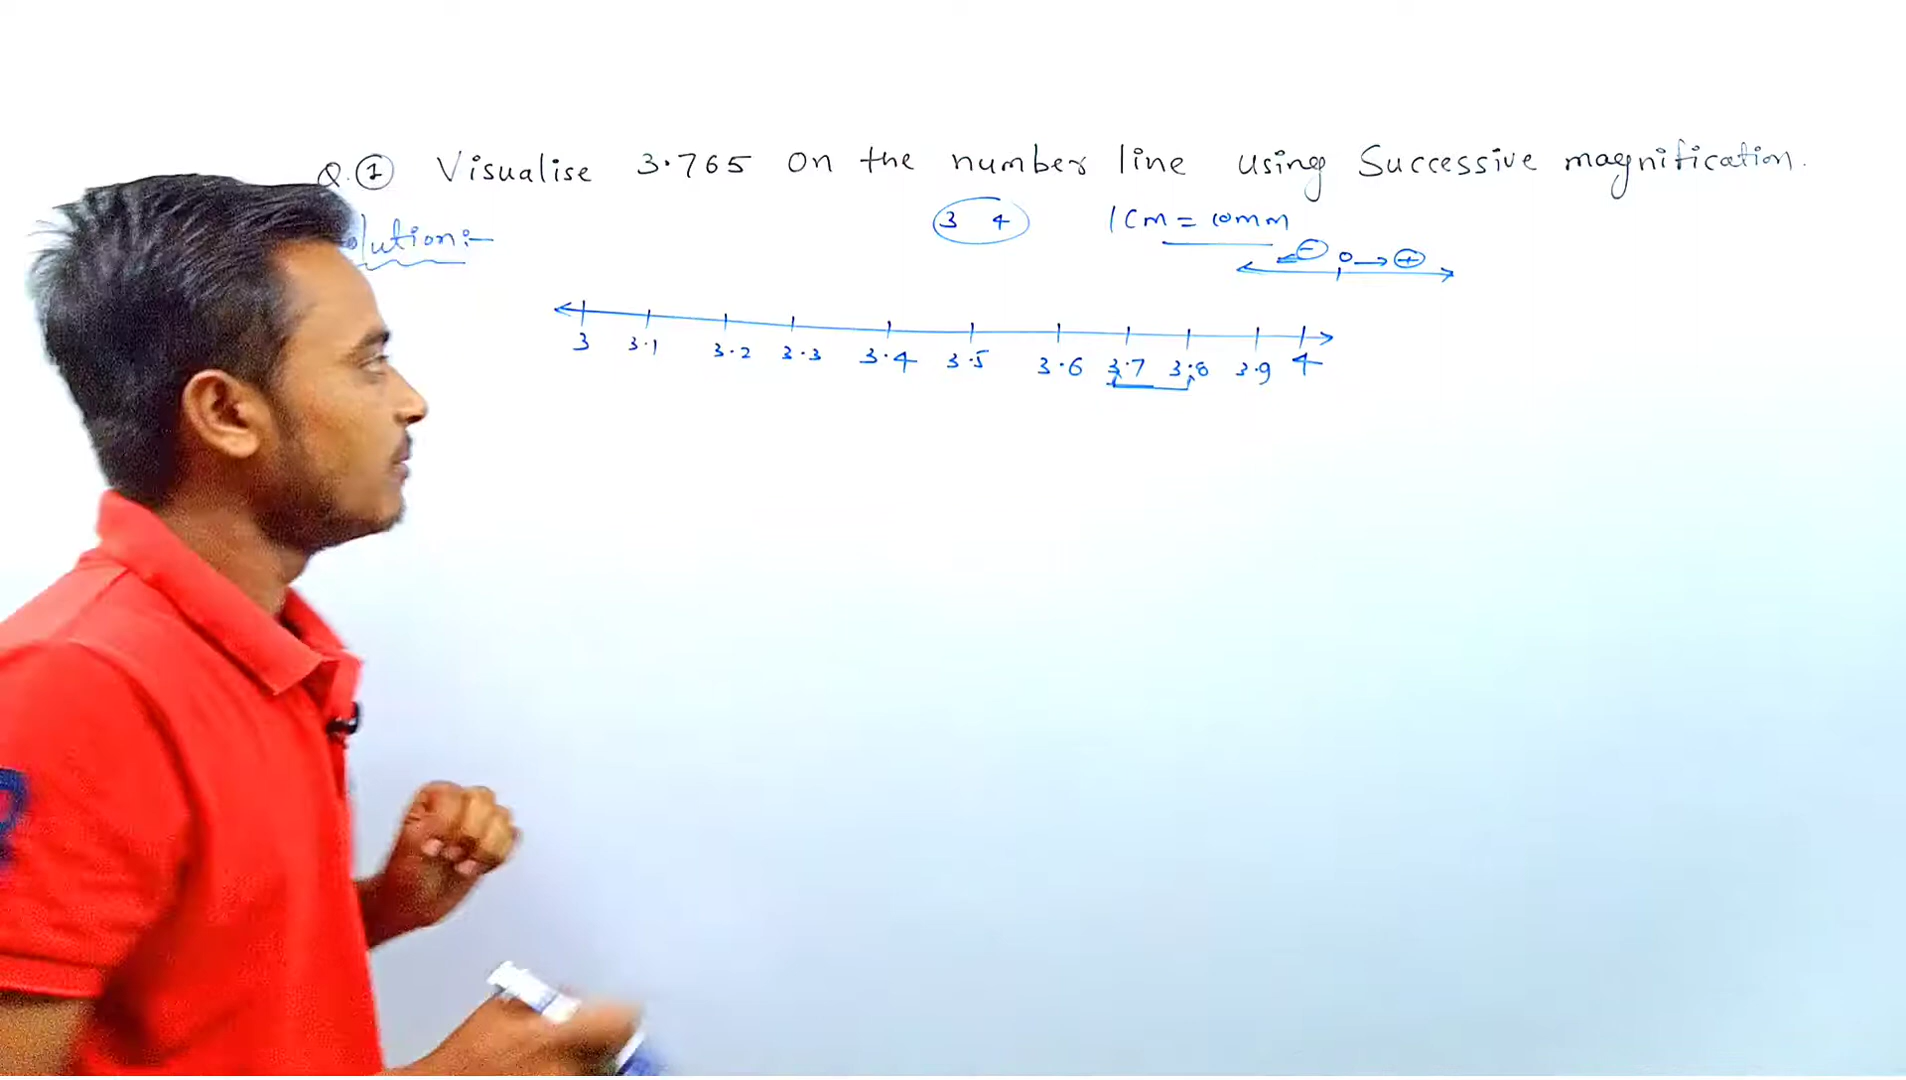 Q.① Visualise 3.765 on the number line using Successive magnification.
olution:-
3 4
1 Cm = 10mm
- 0 +
3 3.1 3.2 3.3 3.4 3.5 3.6 3.7 3.8 3.9 4